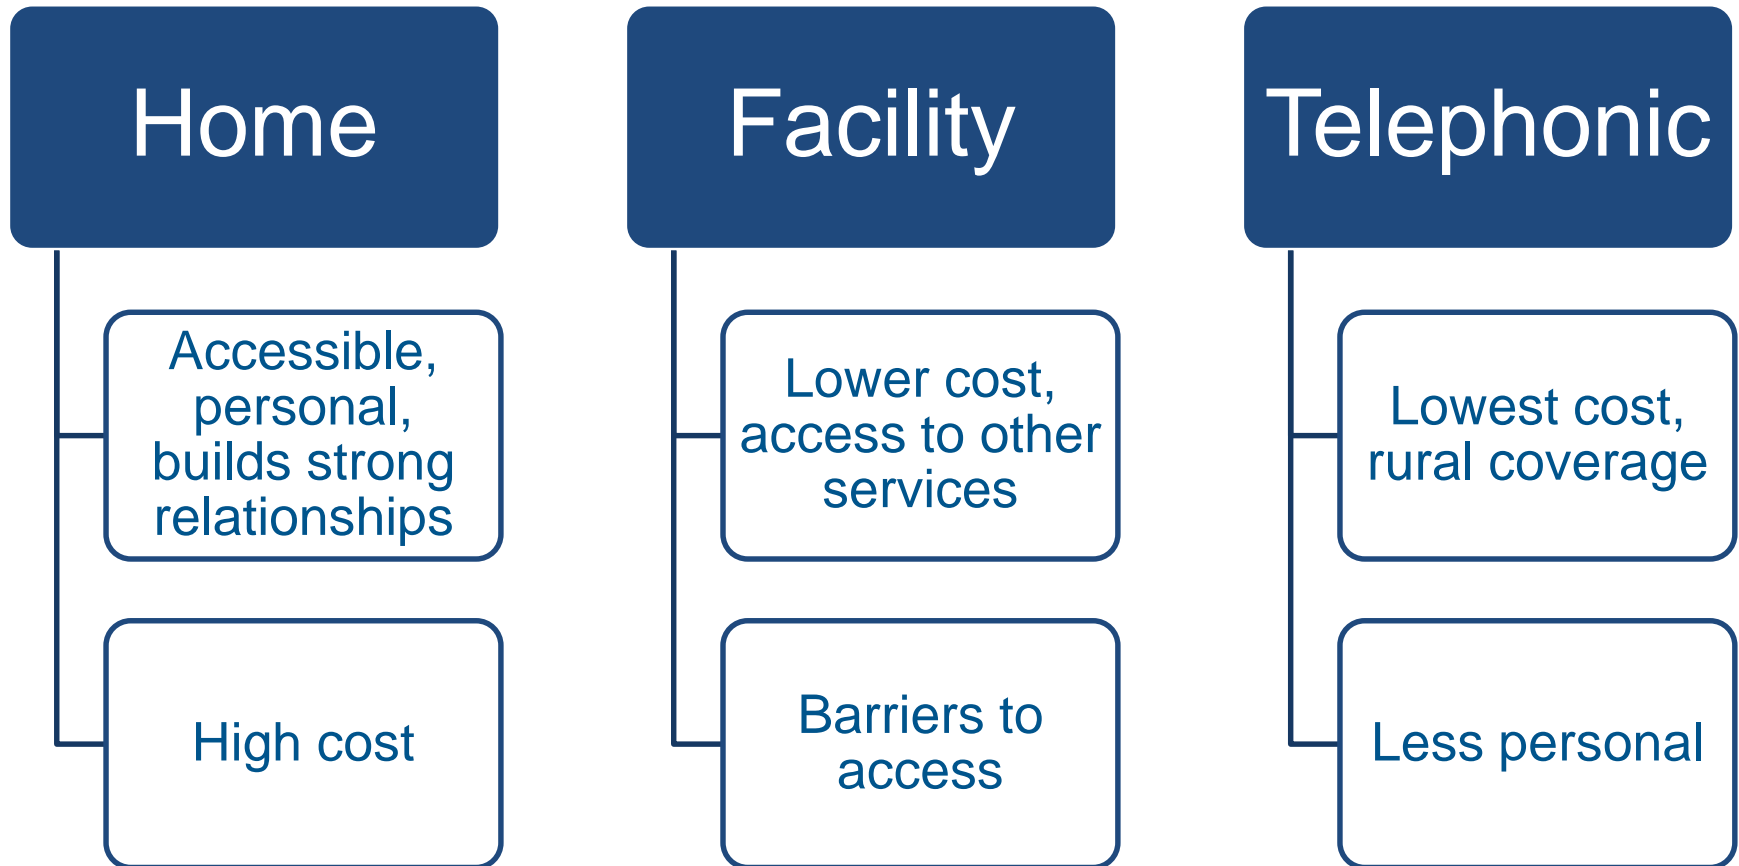 Home
Accessible,
personal,
builds strong
relationships
High cost
Facility
Lower cost,
access to other
services
Barriers to
access
Telephonic
Lowest cost,
rural coverage
Less personal